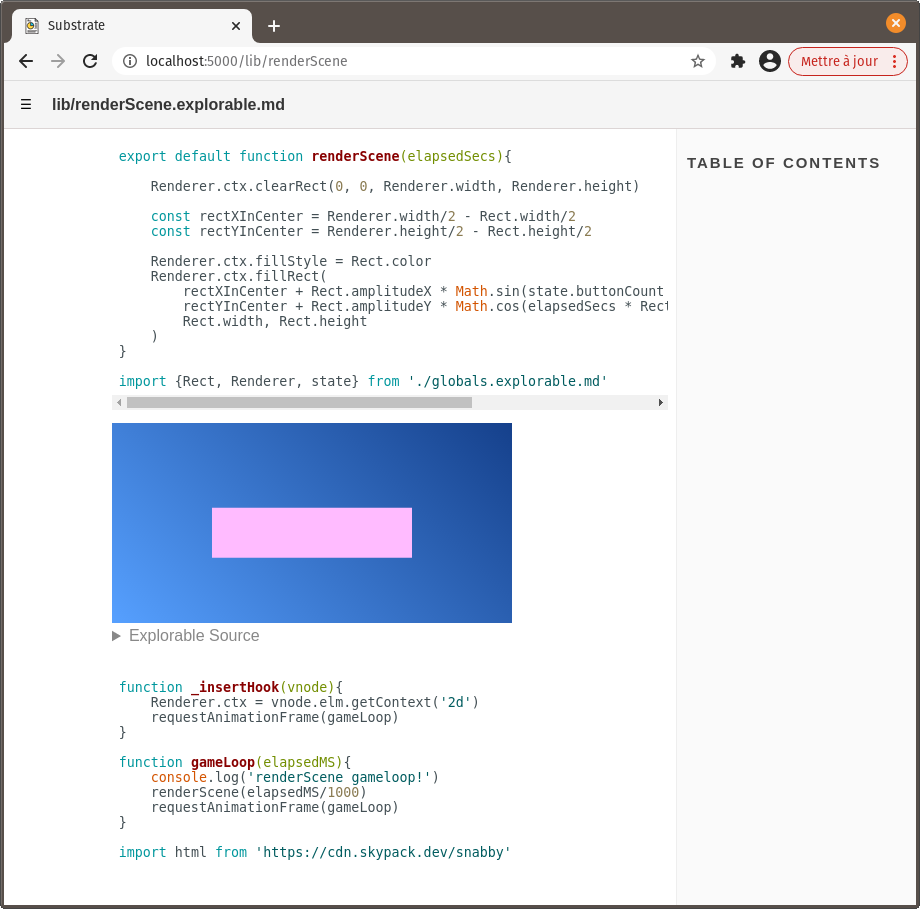 Substrate
localhost:5000/lib/renderScene
Mettre à jour
lib/renderScene.explorable.md
export default function renderScene(elapsedSecs){
    Renderer.ctx.clearRect(0, 0, Renderer.width, Renderer.height)
    const rectXInCenter = Renderer.width/2 - Rect.width/2
    const rectYInCenter = Renderer.height/2 - Rect.height/2
    Renderer.ctx.fillStyle = Rect.color
    Renderer.ctx.fillRect(
        rectXInCenter + Rect.amplitudeX * Math.sin(state.buttonCount
        rectYInCenter + Rect.amplitudeY * Math.cos(elapsedSecs * Rect
        Rect.width, Rect.height
    )
}
import {Rect, Renderer, state} from './globals.explorable.md'
Explorable Source
function _insertHook(vnode){
    Renderer.ctx = vnode.elm.getContext('2d')
    requestAnimationFrame(gameLoop)
}
function gameLoop(elapsedMS){
    console.log('renderScene gameloop!')
    renderScene(elapsedMS/1000)
    requestAnimationFrame(gameLoop)
}
import html from 'https://cdn.skypack.dev/snabby'
TABLE OF CONTENTS